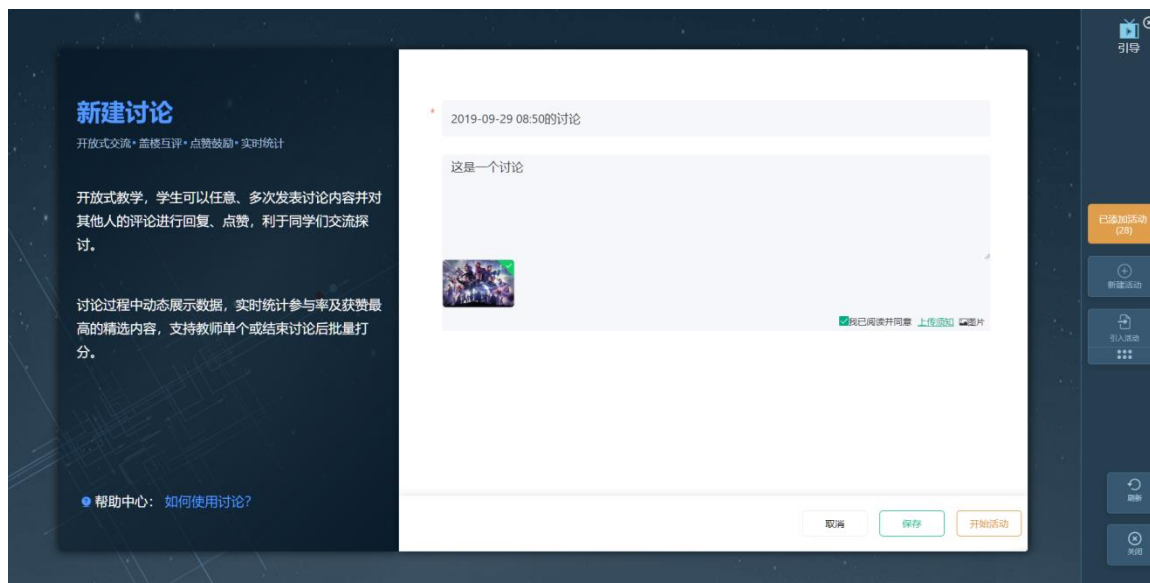 引导
新建讨论
开放式交流•盖楼互评•点赞鼓励•实时统计
开放式教学，学生可以任意、多次发表讨论内容并对
其他人的评论进行回复、点赞，利于同学们交流探
讨。
讨论过程中动态展示数据，实时统计参与率及获赞最
高的精选内容，支持教师单个或结束讨论后批量打
分。
帮助中心： 如何使用讨论?
* 2019-09-29 08:50的讨论
这是一个讨论
我已阅读并同意 上传须知 图片
取消 保存 开始活动
已添加活动
(28)
新建活动
引入活动
刷新
关闭